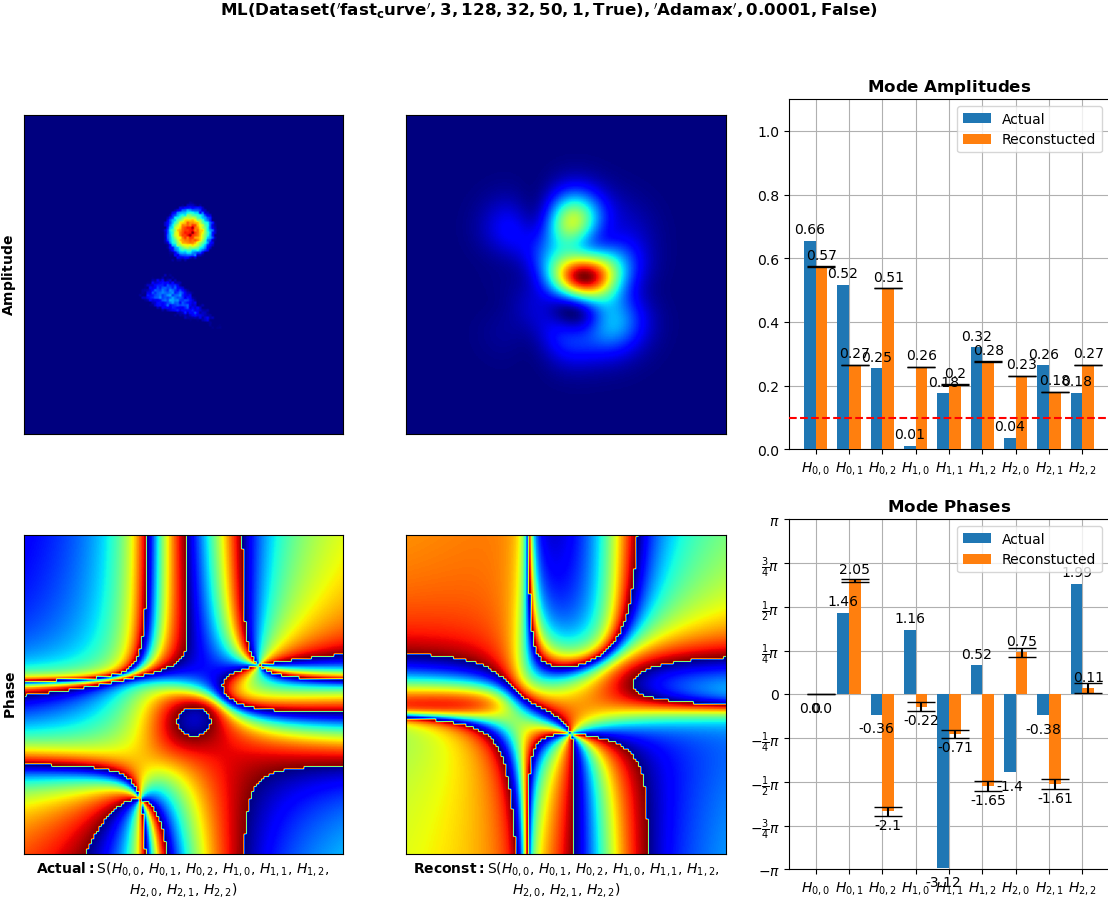 ML(Dataset('fast_curve', 3, 128, 32, 50, 1, True), 'Adamax', 0.0001, False)
Amplitude
Mode Amplitudes
Actual
Reconstucted
1.0
0.8
0.6
0.4
0.2
0.0
0.66
0.57
0.52
0.27
0.25
0.51
0.01
0.26
0.18
0.2
0.32
0.28
0.04
0.23
0.26
0.18
0.18
0.27
H0,0 H0,1 H0,2 H1,0 H1,1 H1,2 H2,0 H2,1 H2,2
Phase
Actual: S(H0,0, H0,1, H0,2, H1,0, H1,1, H1,2,
H2,0, H2,1, H2,2)
Reconst: S(H0,0, H0,1, H0,2, H1,0, H1,1, H1,2,
H2,0, H2,1, H2,2)
Mode Phases
Actual
Reconstucted
π
3/4π
1/2π
1/4π
0
−1/4π
−1/2π
−3/4π
−π
0.0
0.0
1.46
2.05
-0.36
-2.1
1.16
-0.22
-3.12
-0.71
0.52
-1.65
-1.4
0.75
-0.38
-1.61
1.99
0.11
H0,0 H0,1 H0,2 H1,0 H1,1 H1,2 H2,0 H2,1 H2,2